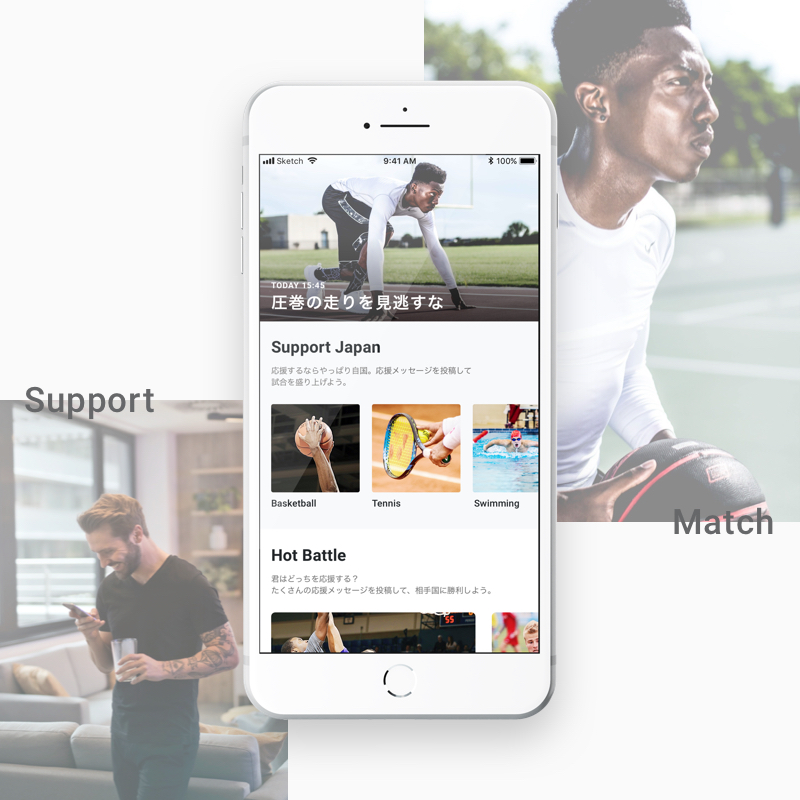 Sketch 9:41 AM 100%
TODAY 15:45
圧巻の走りを見逃すな
Support Japan
応援するならやっぱり自国。応援メッセージを投稿して
試合を盛り上げよう。
Support
Basketball Tennis Swimming
Match
Hot Battle
君はどっちを応援する？
たくさんの応援メッセージを投稿して、相手国に勝利しよう。
55